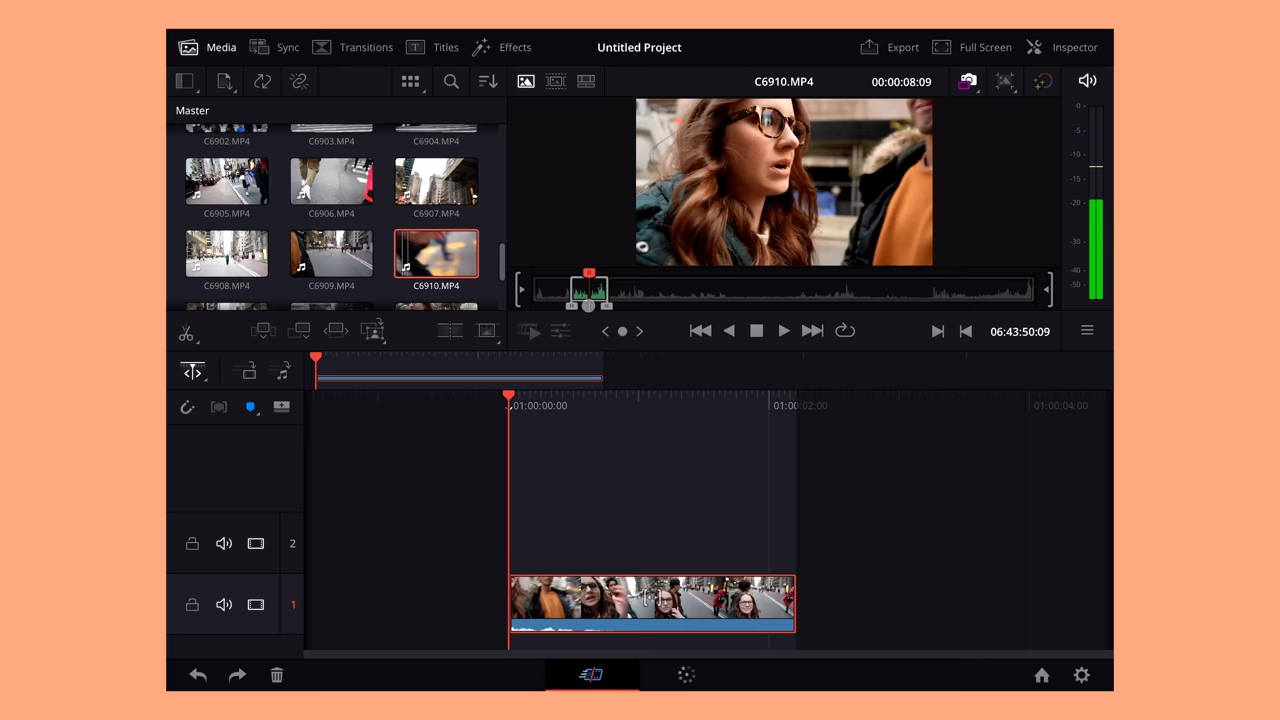 Media Sync Transitions Titles Effects Untitled Project Export Full Screen Inspector
C6910.MP4 00:00:08:09
Master
C6902.MP4 C6903.MP4 C6904.MP4
C6905.MP4 C6906.MP4 C6907.MP4
C6908.MP4 C6909.MP4 C6910.MP4
0
-5
-10
-15
-20
-30
-40
-50
06:43:50:09
01:00:00:00 01:00:02:00 01:00:04:00
2
1